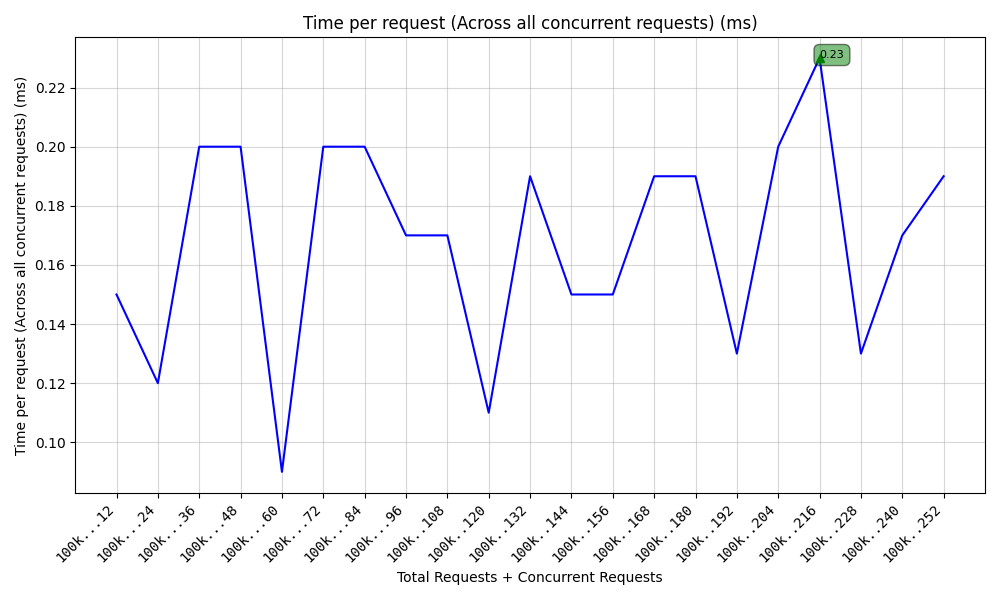 Time per request (Across all concurrent requests) (ms)
0.23
Time per request (Across all concurrent requests) (ms)
0.22
0.20
0.18
0.16
0.14
0.12
0.10
100k...12
100k...24
100k...36
100k...48
100k...60
100k...72
100k...84
100k...96
100k..108
100k..120
100k..132
100k..144
100k..156
100k..168
100k..180
100k..192
100k..204
100k..216
100k..228
100k..240
100k..252
Total Requests + Concurrent Requests